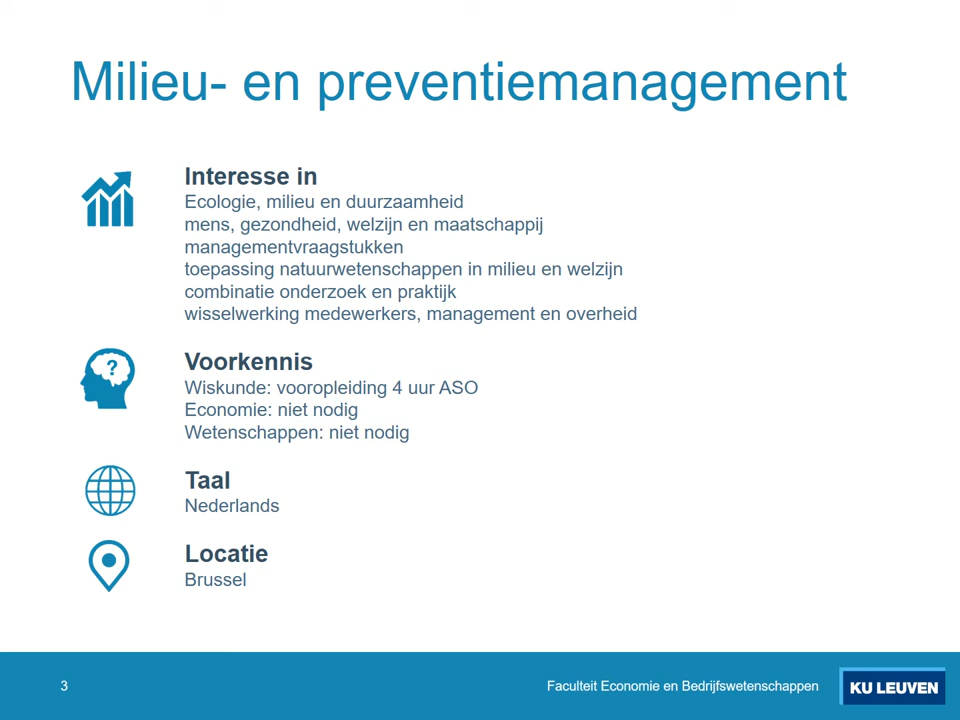 Milieu- en preventiemanagement
Interesse in
Ecologie, milieu en duurzaamheid
mens, gezondheid, welzijn en maatschappij
managementvraagstukken
toepassing natuurwetenschappen in milieu en welzijn
combinatie onderzoek en praktijk
wisselwerking medewerkers, management en overheid
?
Voorkennis
Wiskunde: vooropleiding 4 uur ASO
Economie: niet nodig
Wetenschappen: niet nodig
Taal
Nederlands
Locatie
Brussel
3
Faculteit Economie en Bedrijfswetenschappen
KU LEUVEN